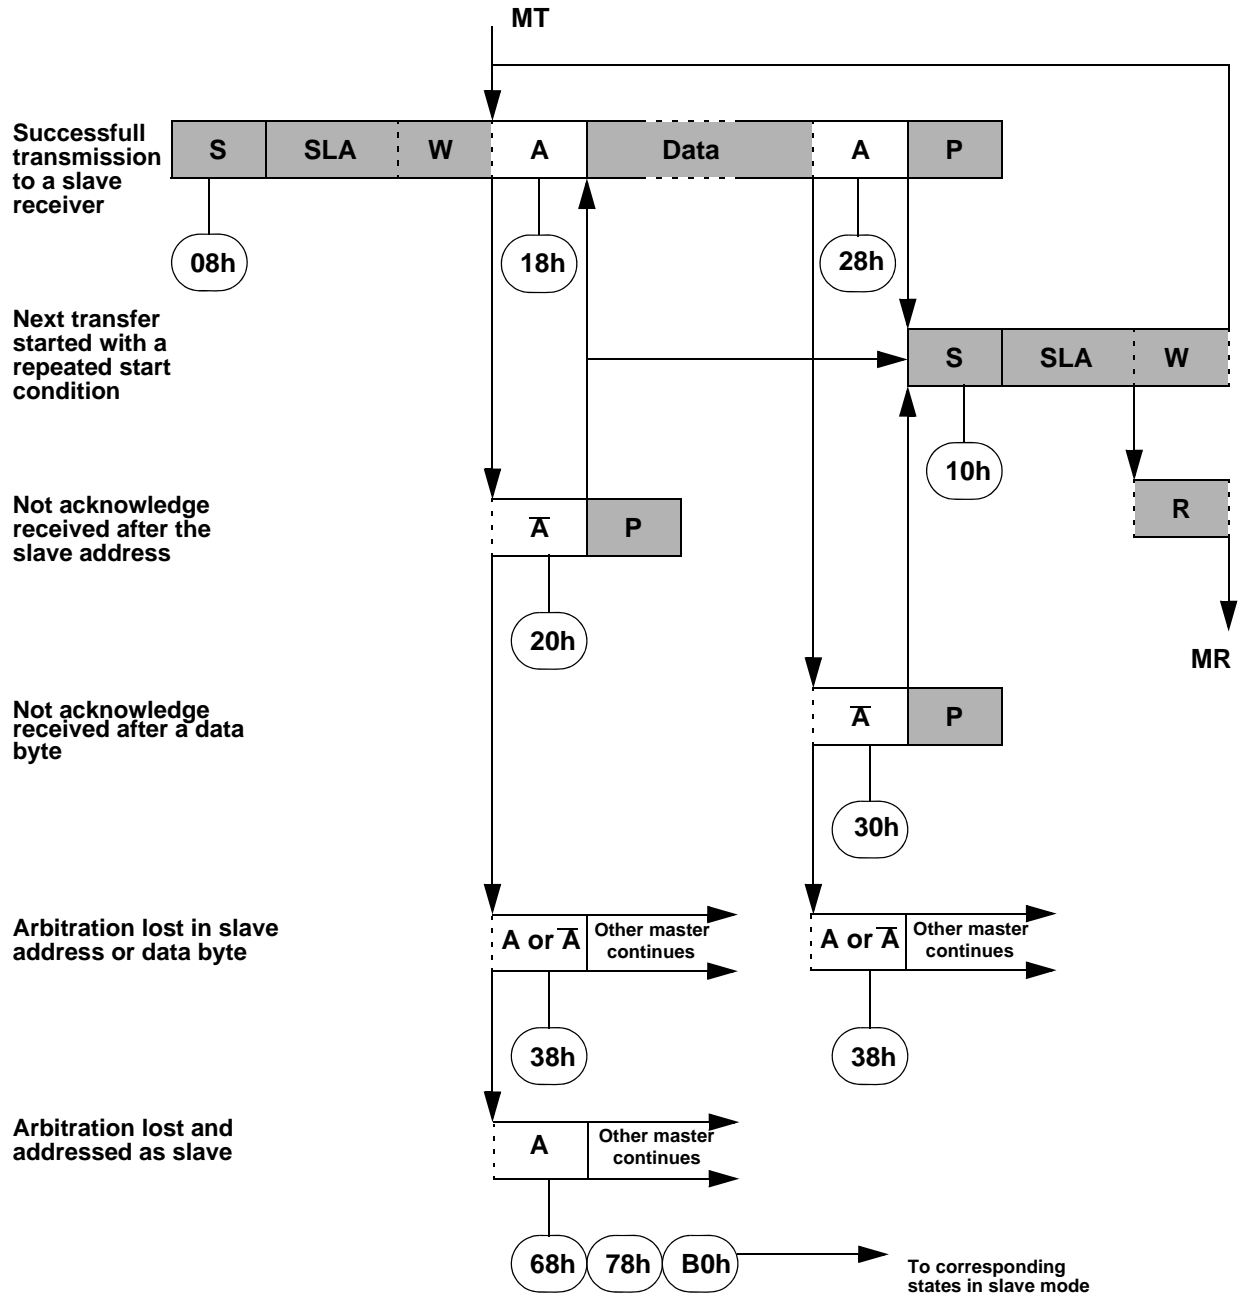 MT
Successfull
transmission
to a slave
receiver
S SLA W A Data A P
08h 18h 28h
Next transfer
started with a
repeated start
condition
S SLA W
10h
Not acknowledge
received after the
slave address
A̅ P
R
20h
MR
Not acknowledge
received after a data
byte
A̅ P
30h
Arbitration lost in slave
address or data byte
A or A̅
Other master
continues
A or A̅
Other master
continues
38h 38h
Arbitration lost and
addressed as slave
A
Other master
continues
68h 78h B0h
To corresponding
states in slave mode